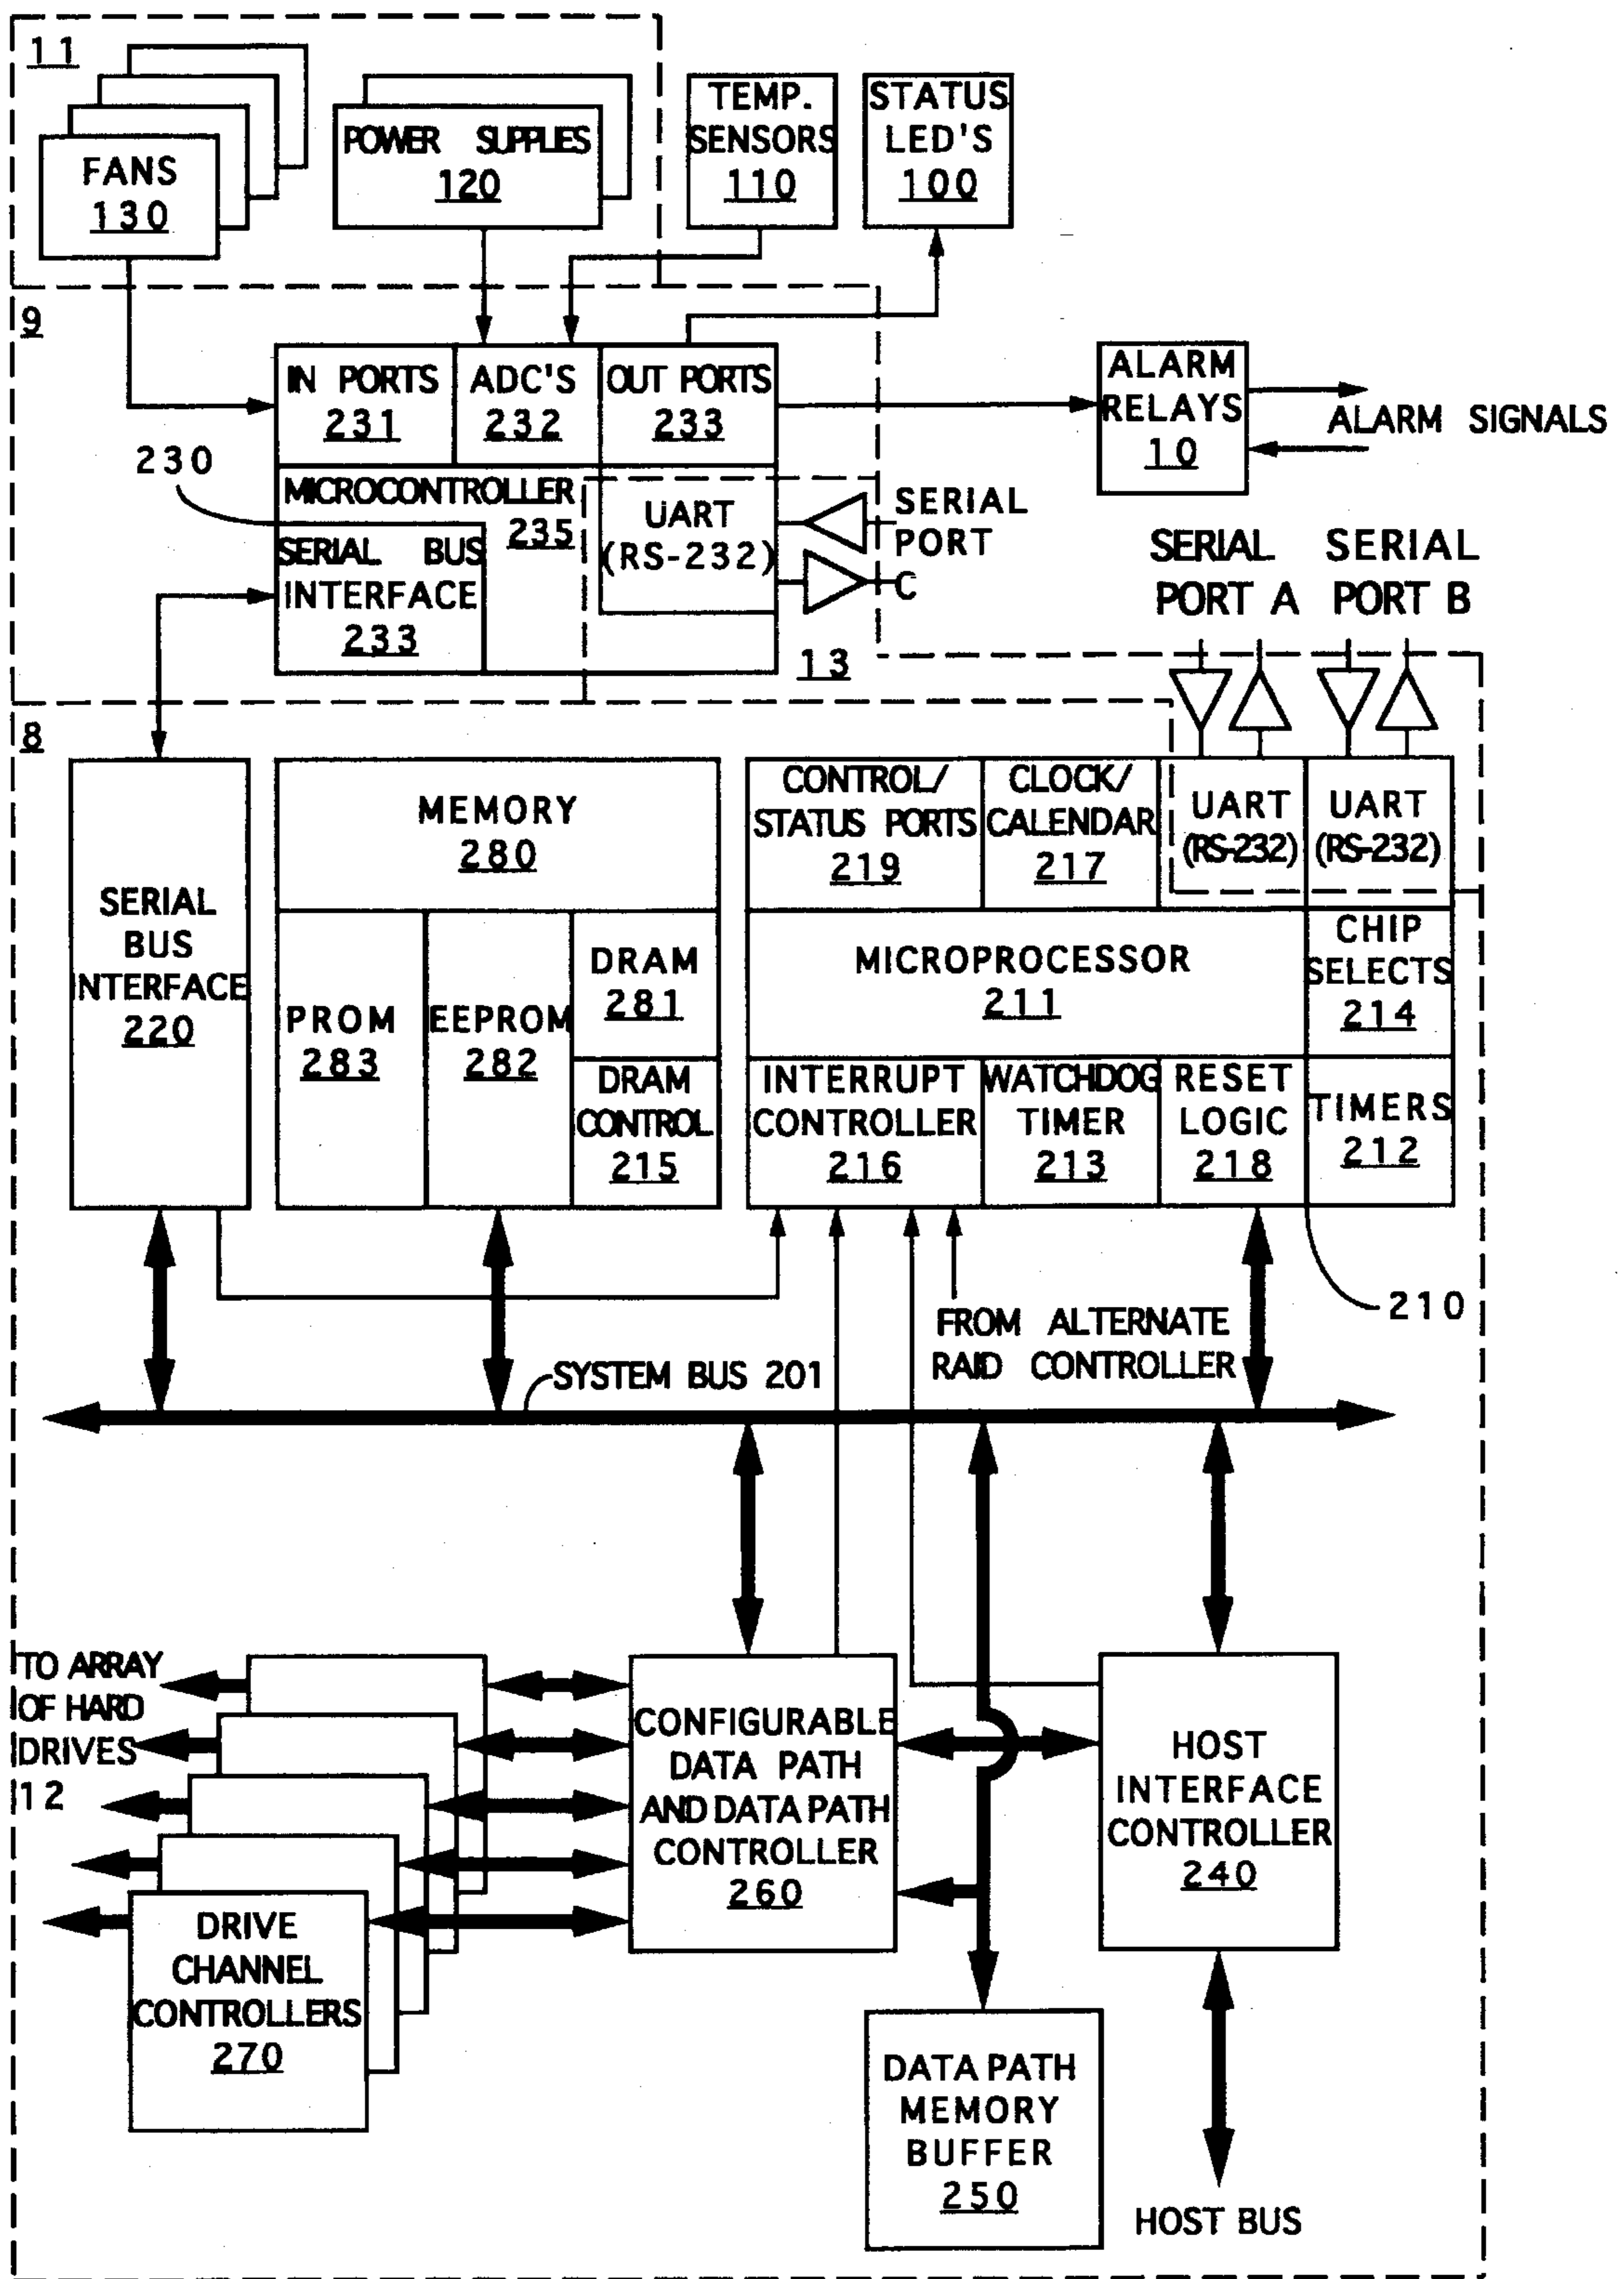 11
FANS
130
POWER SUPPLIES
120
TEMP.
SENSORS
110
STATUS
LED'S
100
9
IN PORTS
231
ADC'S
232
OUT PORTS
233
ALARM
RELAYS
10
ALARM SIGNALS
230
MICROCONTROLLER
235
SERIAL BUS
INTERFACE
233
UART
(RS-232)
SERIAL
PORT
C
13
SERIAL
PORT A
SERIAL
PORT B
8
SERIAL
BUS
INTERFACE
220
MEMORY
280
PROM
283
EEPROM
282
DRAM
281
DRAM
CONTROL
215
CONTROL/
STATUS PORTS
219
CLOCK/
CALENDAR
217
UART
(RS-232)
UART
(RS-232)
MICROPROCESSOR
211
CHIP
SELECTS
214
INTERRUPT
CONTROLLER
216
WATCHDOG
TIMER
213
RESET
LOGIC
218
TIMERS
212
210
FROM ALTERNATE
RAID CONTROLLER
SYSTEM BUS 201
TO ARRAY
OF HARD
DRIVES
12
DRIVE
CHANNEL
CONTROLLERS
270
CONFIGURABLE
DATA PATH
AND DATA PATH
CONTROLLER
260
HOST
INTERFACE
CONTROLLER
240
DATA PATH
MEMORY
BUFFER
250
HOST BUS